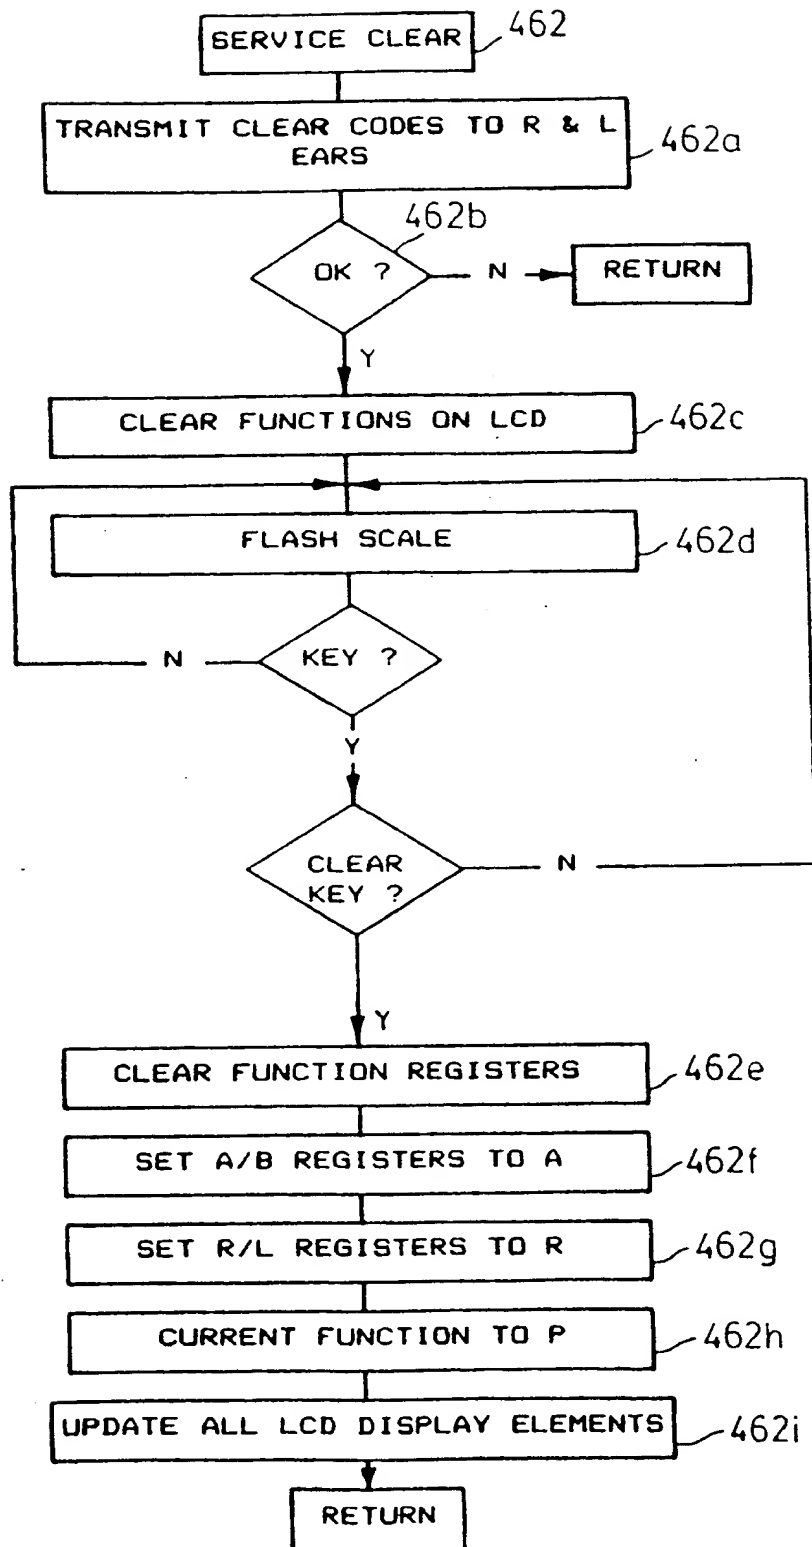 SERVICE CLEAR
462
TRANSMIT CLEAR CODES TO R & L
EARS
462a
462b
OK ?
N
RETURN
Y
CLEAR FUNCTIONS ON LCD
462c
FLASH SCALE
462d
N
KEY ?
Y
CLEAR
KEY ?
N
Y
CLEAR FUNCTION REGISTERS
462e
SET A/B REGISTERS TO A
462f
SET R/L REGISTERS TO R
462g
CURRENT FUNCTION TO P
462h
UPDATE ALL LCD DISPLAY ELEMENTS
462i
RETURN